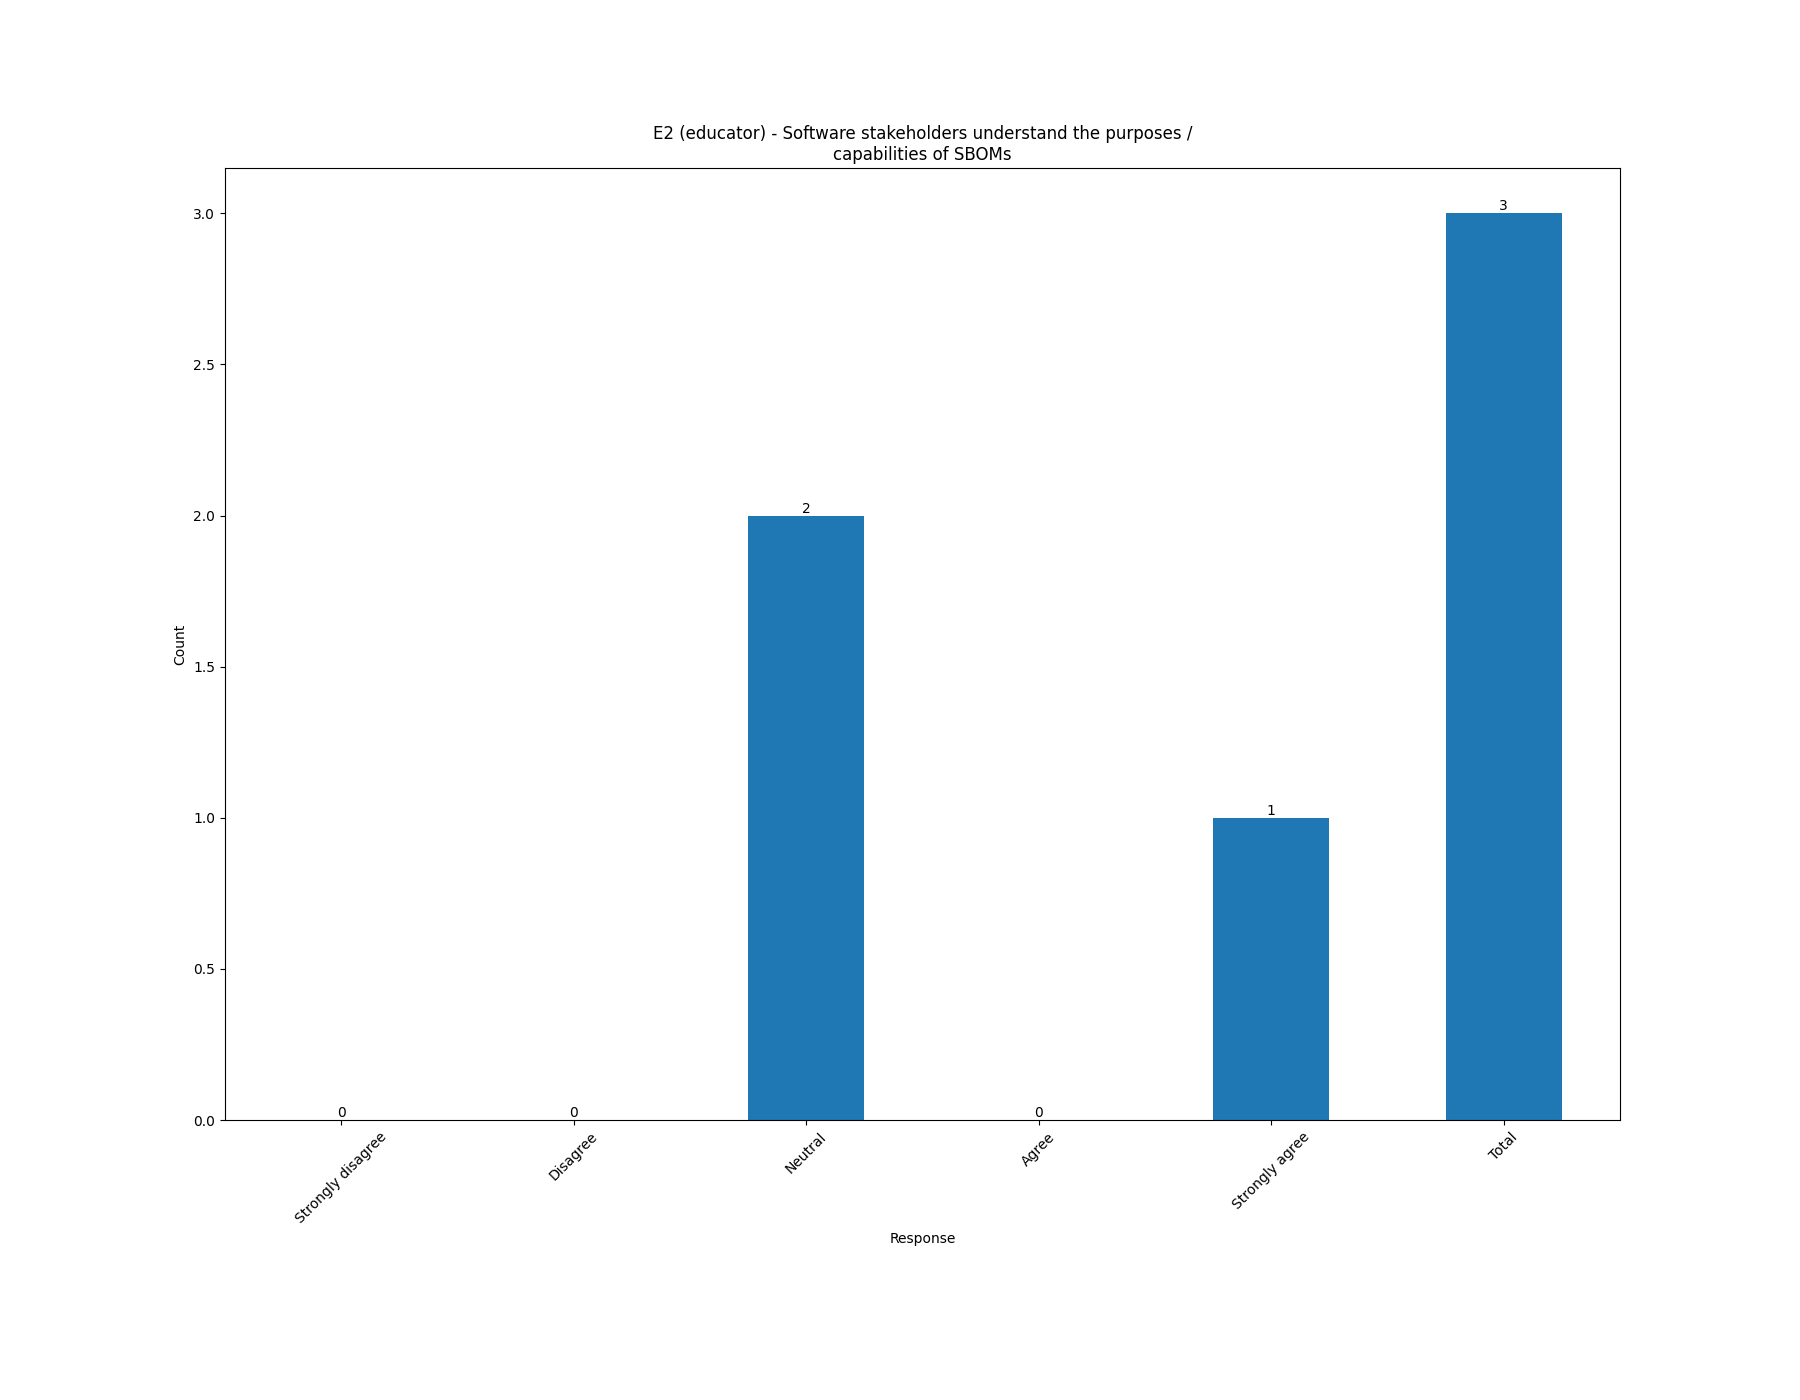 E2 (educator) - Software stakeholders understand the purposes /
capabilities of SBOMs
3.0
2.5
2.0
1.5
1.0
0.5
0.0
Count
0
0
2
0
1
3
Strongly disagree
Disagree
Neutral
Agree
Strongly agree
Total
Response